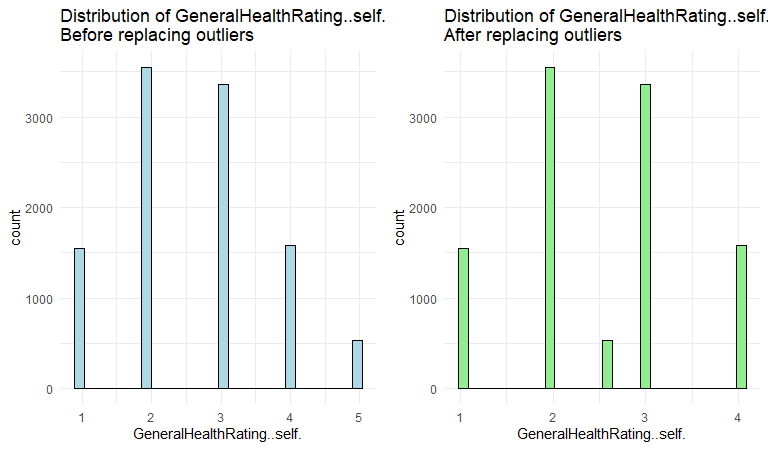 Distribution of GeneralHealthRating..self.
Before replacing outliers
3000
2000
1000
0
count
1 2 3 4 5
GeneralHealthRating..self.
Distribution of GeneralHealthRating..self.
After replacing outliers
3000
2000
1000
0
count
1 2 3 4
GeneralHealthRating..self.